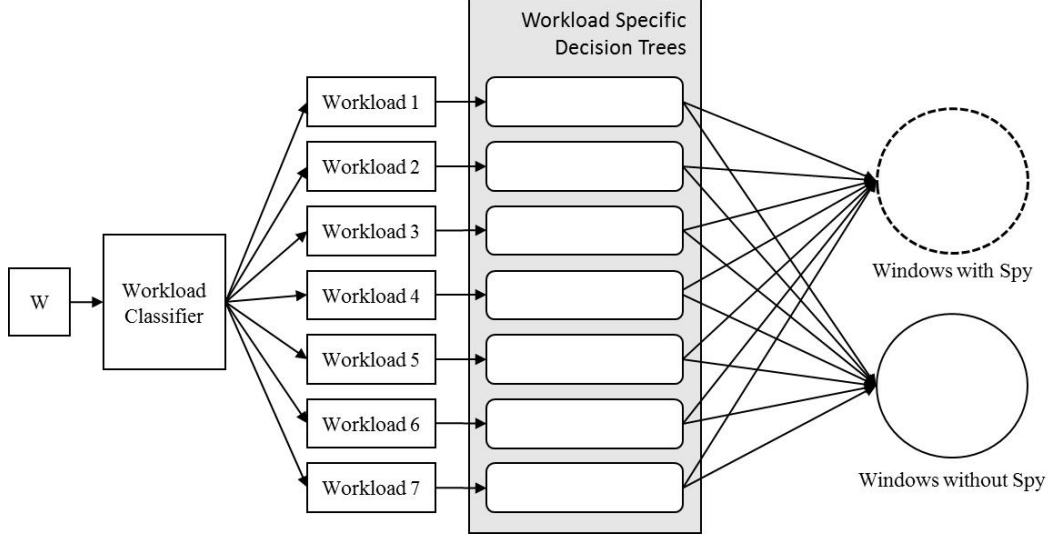 Workload Specific
Decision Trees
W
Workload
Classifier
Workload 1
Workload 2
Workload 3
Workload 4
Workload 5
Workload 6
Workload 7
Windows with Spy
Windows without Spy